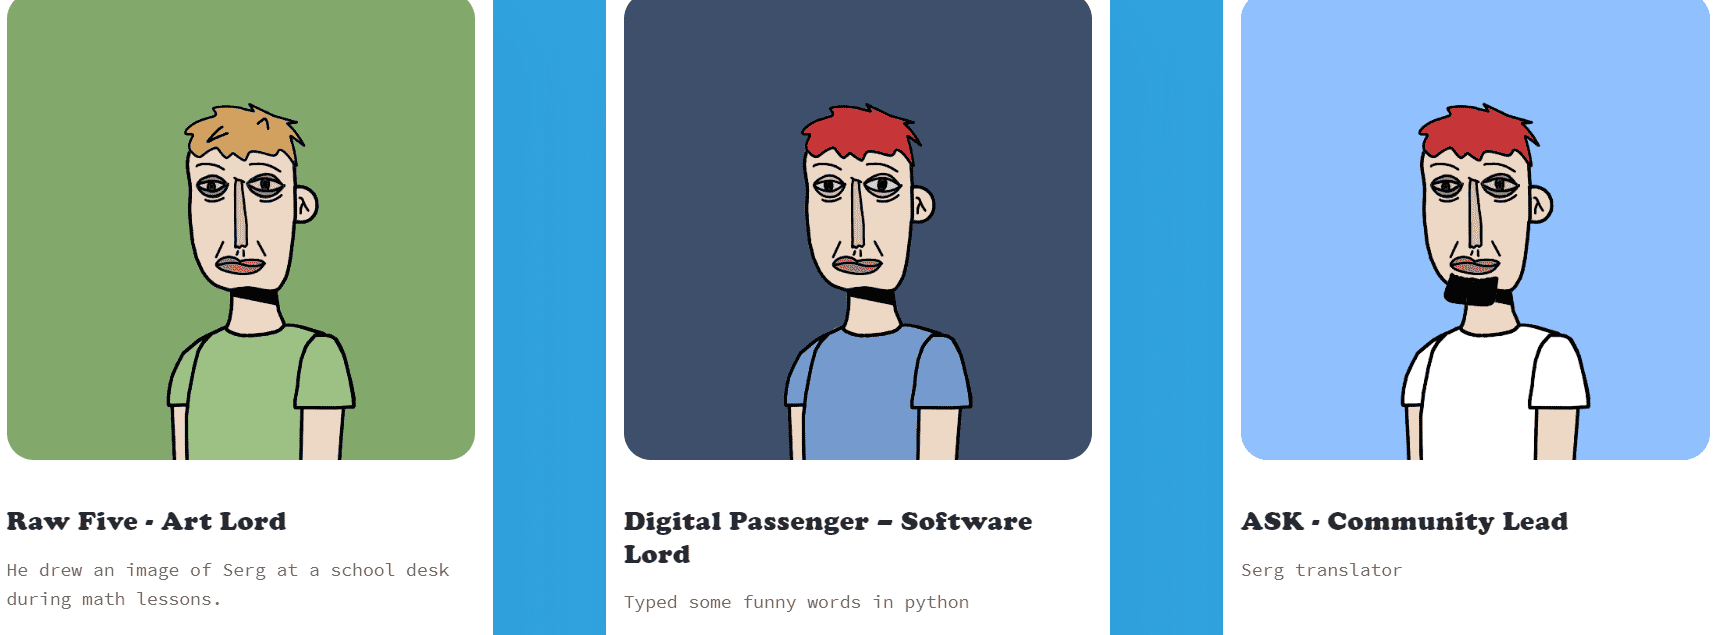 Raw Five - Art Lord
He drew an image of Serg at a school desk
during math lessons.
Digital Passenger – Software
Lord
Typed some funny words in python
ASK - Community Lead
Serg translator